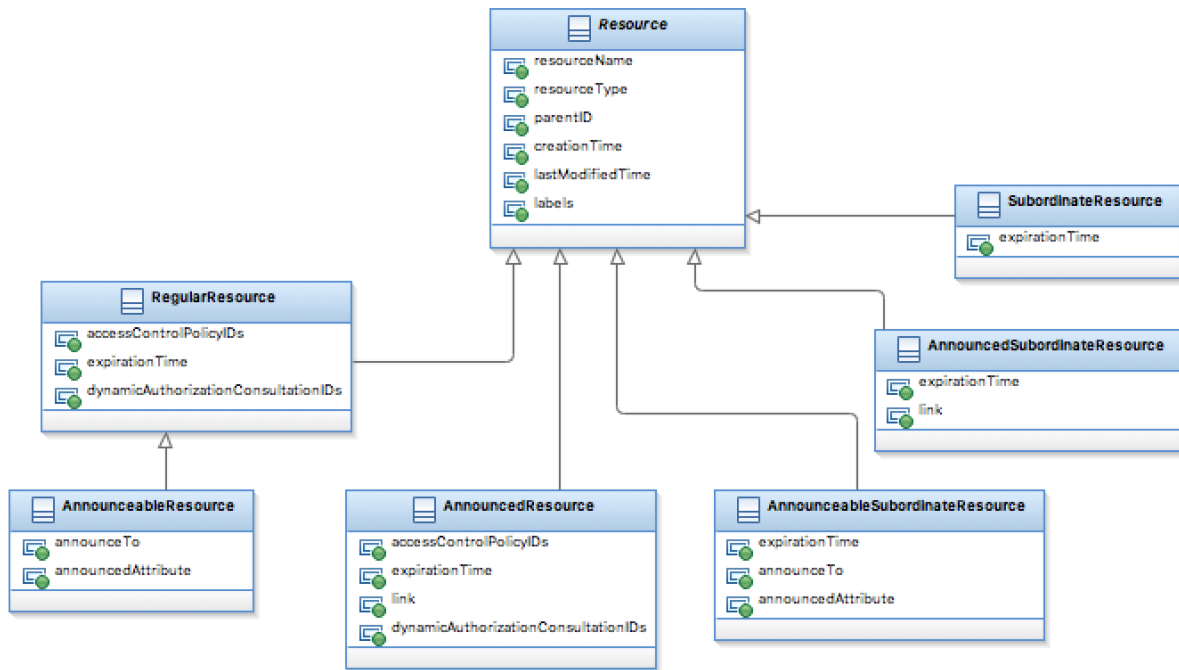 Resource
resourceName
resourceType
parentID
creationTime
lastModifiedTime
labels
SubordinateResource
expirationTime
RegularResource
accessControlPolicyIDs
expirationTime
dynamicAuthorizationConsultationIDs
AnnouncedSubordinateResource
expirationTime
link
AnnounceableResource
announceTo
announcedAttribute
AnnouncedResource
accessControlPolicyIDs
expirationTime
link
dynamicAuthorizationConsultationIDs
AnnounceableSubordinateResource
expirationTime
announceTo
announcedAttribute